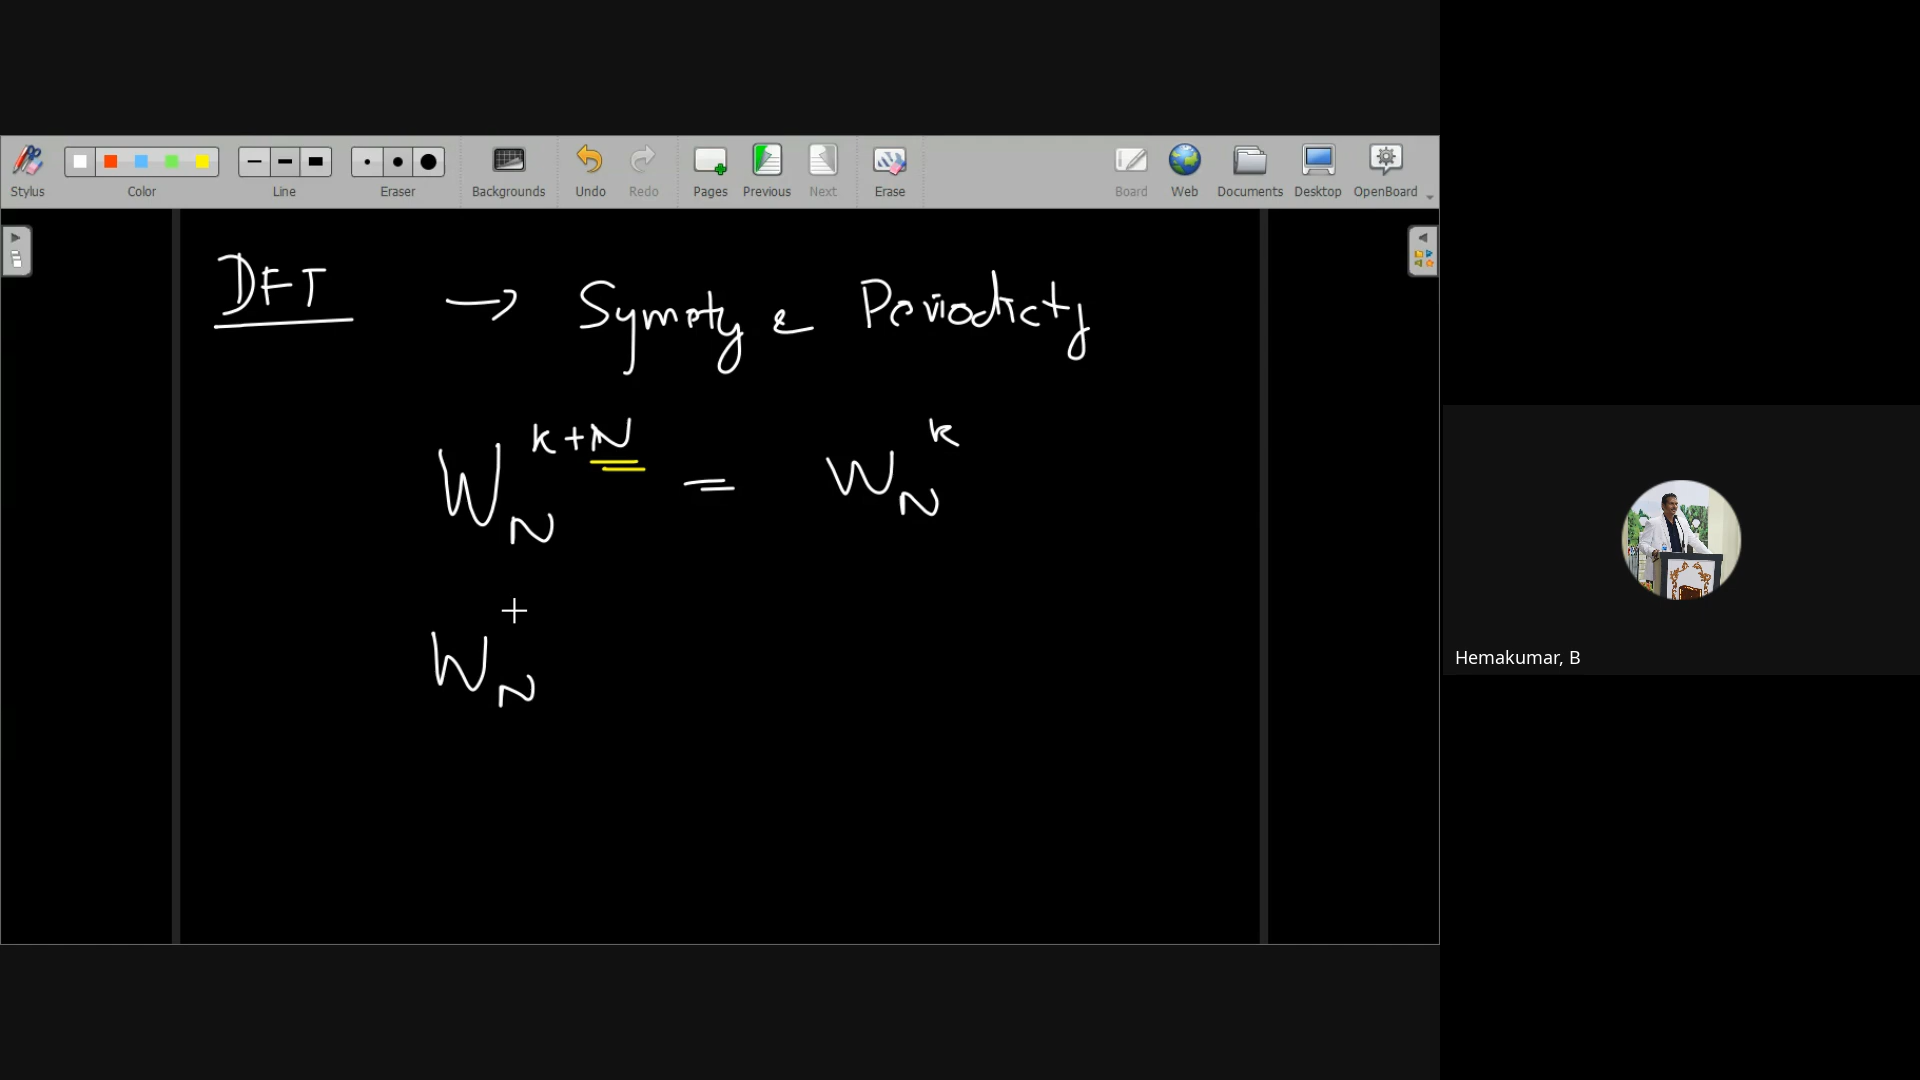 Stylus Color Line Eraser Backgrounds Undo Redo Pages Previous Next Erase Board Web Documents Desktop OpenBoard
DFT → Symmetry & Periodicty
W_N^{k+N} = W_N^k
W_N
Hemakumar, B